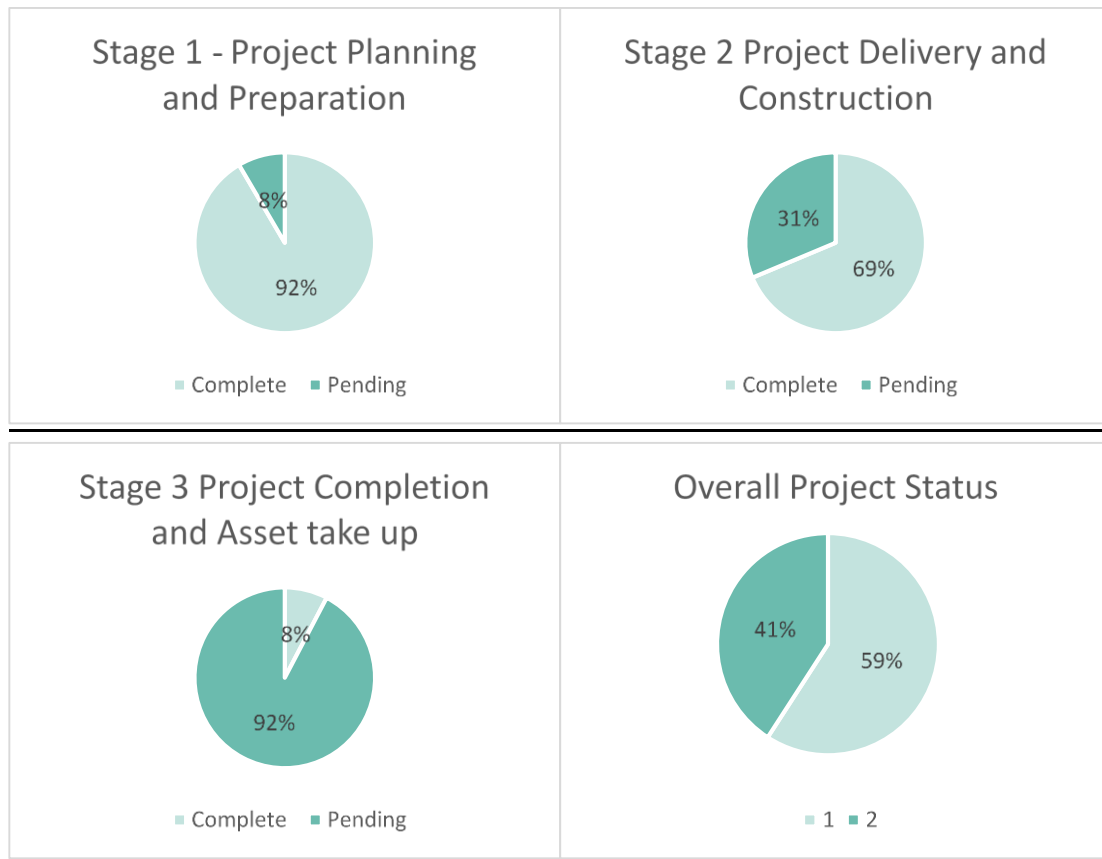 Stage 1 - Project Planning
and Preparation
8%
92%
Complete Pending
Stage 2 Project Delivery and
Construction
31%
69%
Complete Pending
Stage 3 Project Completion
and Asset take up
8%
92%
Complete Pending
Overall Project Status
41%
59%
1 2